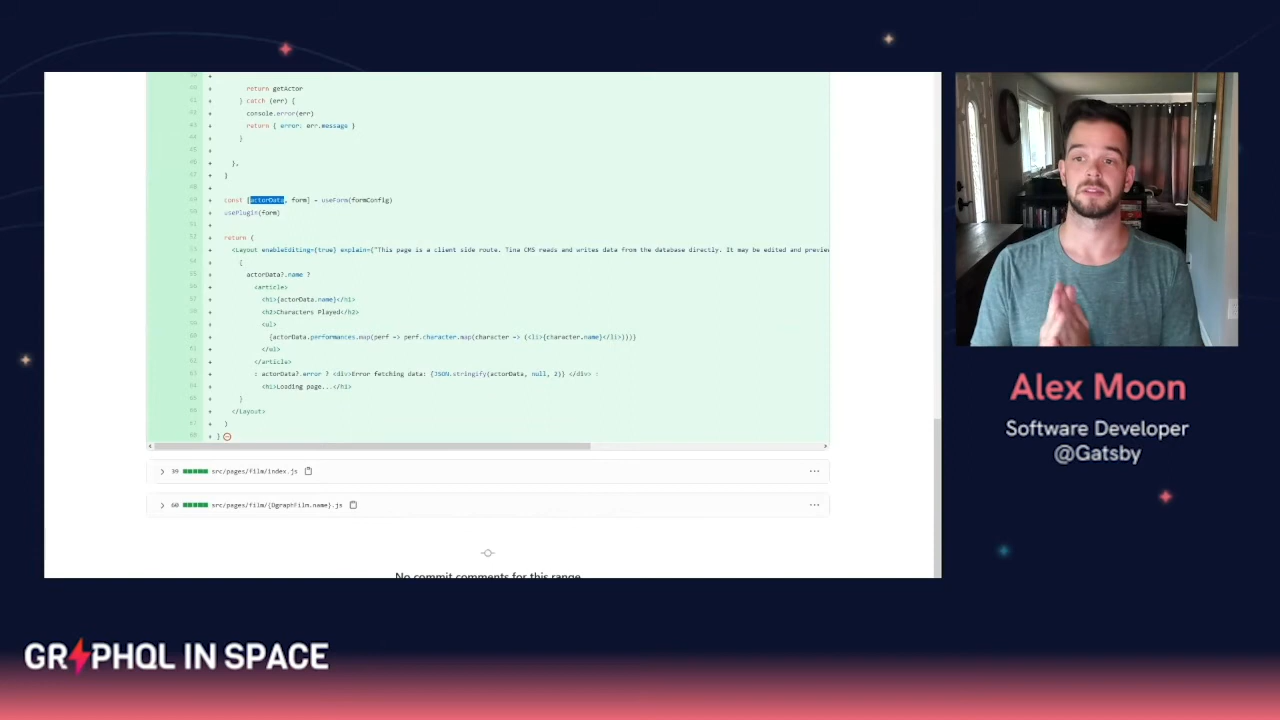 return getActor
} catch (err) {
console.error(err)
return { error: err.message }
}
},
}
const [actorData, form] = useForm(formConfig)
usePlugin(form)
return (
<Layout enableEditing={true} explain={"This page is a client side route. Tina CMS reads and writes data from the database directly. It may be edited and previe
{
actorData?.name ?
<article>
<h1>{actorData.name}</h1>
<h2>Characters Played</h2>
<ul>
{actorData.performances.map(perf => perf.character.map(character => (<li>{character.name}</li>)))}
</ul>
</article>
: actorData?.error ? <div>Error fetching data: {JSON.stringify(actorData, null, 2)} </div> :
<h1>Loading page...</h1>
}
</Layout>
)
}
39 src/pages/film/index.js
60 src/pages/film/{DgraphFilm.name}.js
No commit comments for this range
Alex Moon
Software Developer
@Gatsby
GRAPHQL IN SPACE